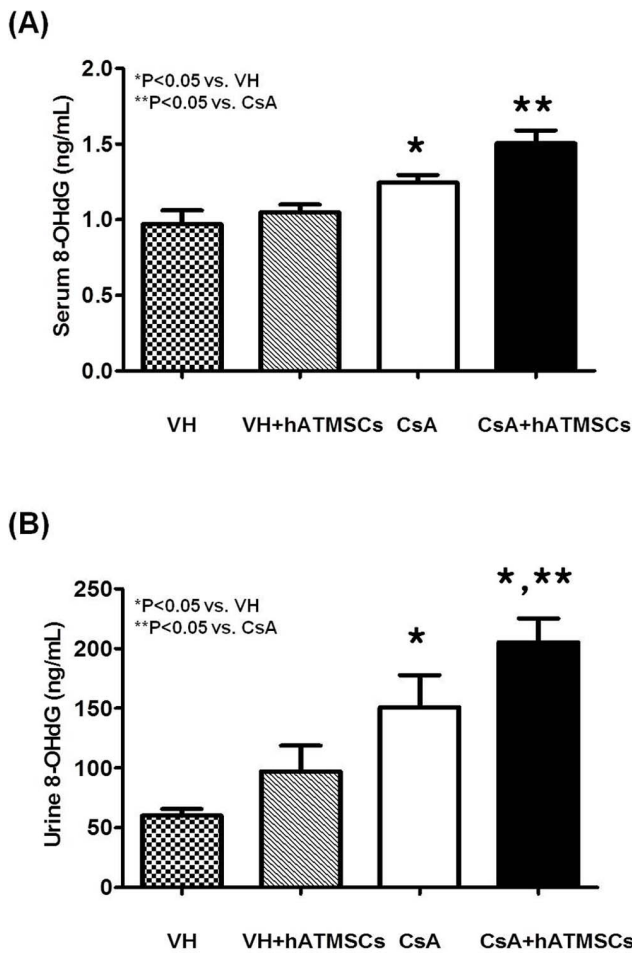 (A)
*P<0.05 vs. VH
**P<0.05 vs. CsA
Serum 8-OHdG (ng/mL)
2.0
1.5
1.0
0.5
0.0
*
**
VH VH+hATMSCs CsA CsA+hATMSCs
(B)
*P<0.05 vs. VH
**P<0.05 vs. CsA
Urine 8-OHdG (ng/mL)
250
200
150
100
50
0
*
*,**
VH VH+hATMSCs CsA CsA+hATMSCs